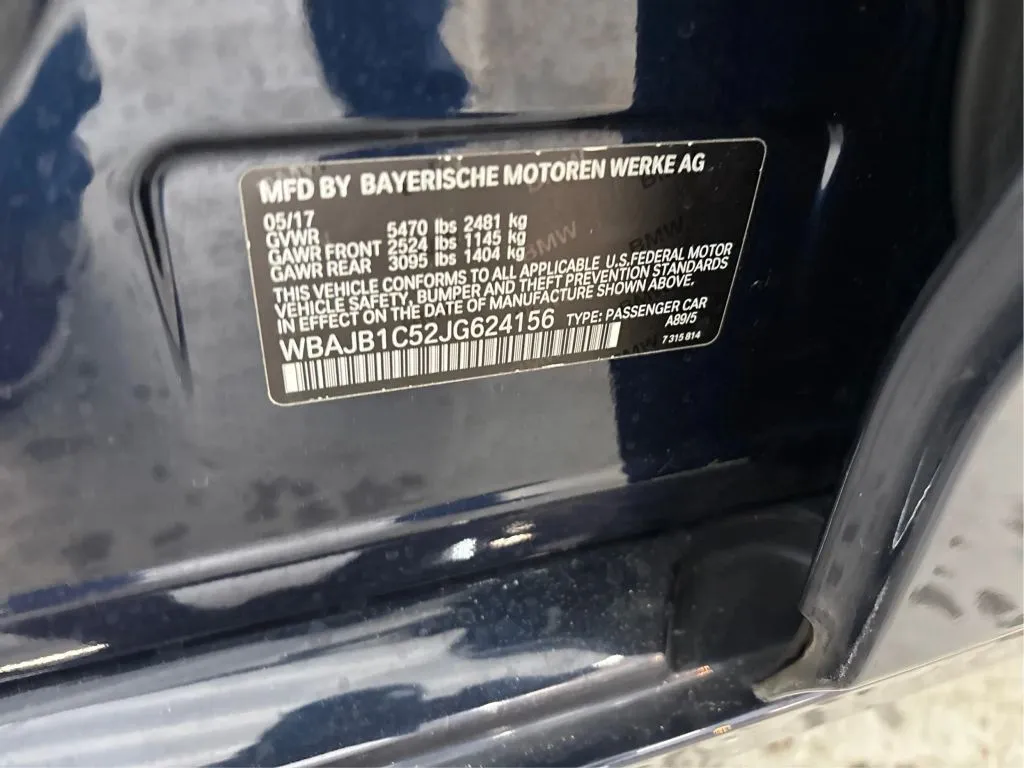 MFD BY BAYERISCHE MOTOREN WERKE AG
05/17
GVWR 5470 lbs 2481 kg
GAWR FRONT 2524 lbs 1145 kg
GAWR REAR 3095 lbs 1404 kg
THIS VEHICLE CONFORMS TO ALL APPLICABLE U.S.FEDERAL MOTOR
VEHICLE SAFETY, BUMPER AND THEFT PREVENTION STANDARDS
IN EFFECT ON THE DATE OF MANUFACTURE SHOWN ABOVE.
WBAJB1C52JG624156 TYPE: PASSENGER CAR
A89/5
7 315 814
BMW
BMW
BMW